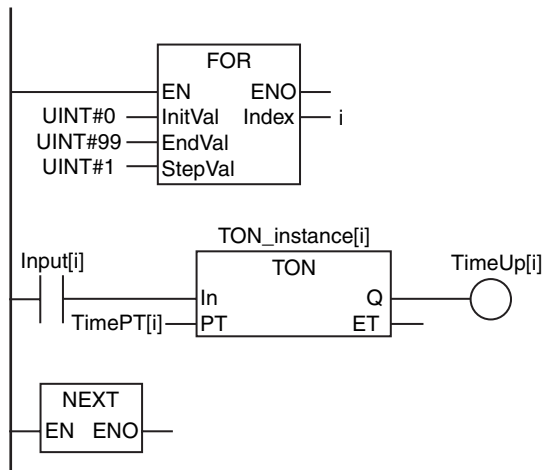 FOR
EN ENO
UINT#0 InitVal Index i
UINT#99 EndVal
UINT#1 StepVal
TON_instance[i]
Input[i] TON TimeUp[i]
In Q
TimePT[i] PT ET
NEXT
EN ENO